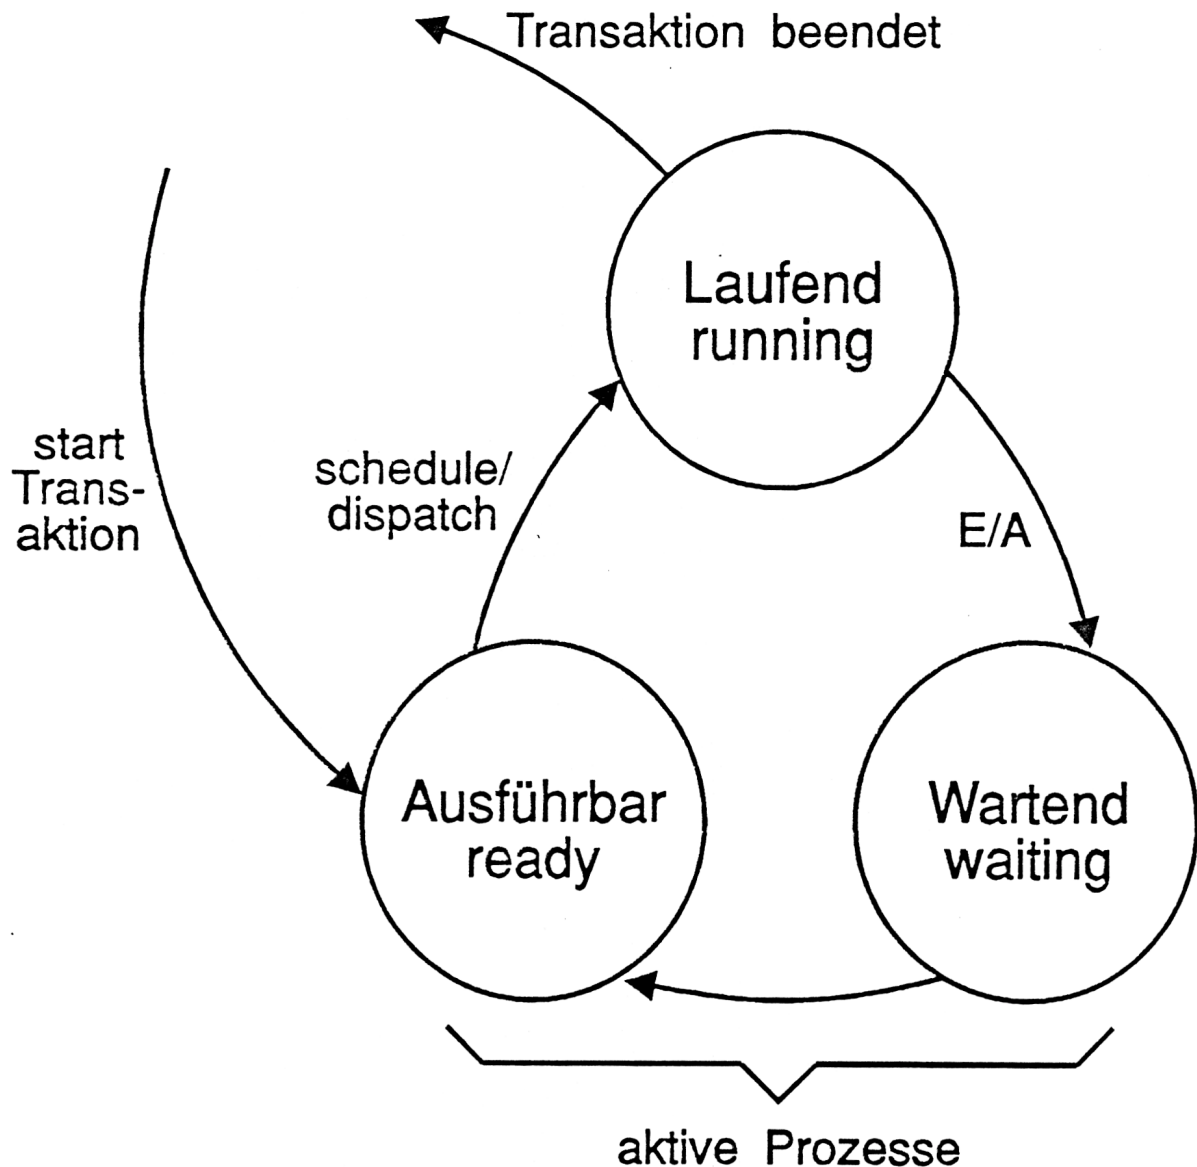 Transaktion beendet
Laufend
running
start
Trans-
aktion
schedule/
dispatch
E/A
Ausführbar
ready
Wartend
waiting
aktive Prozesse